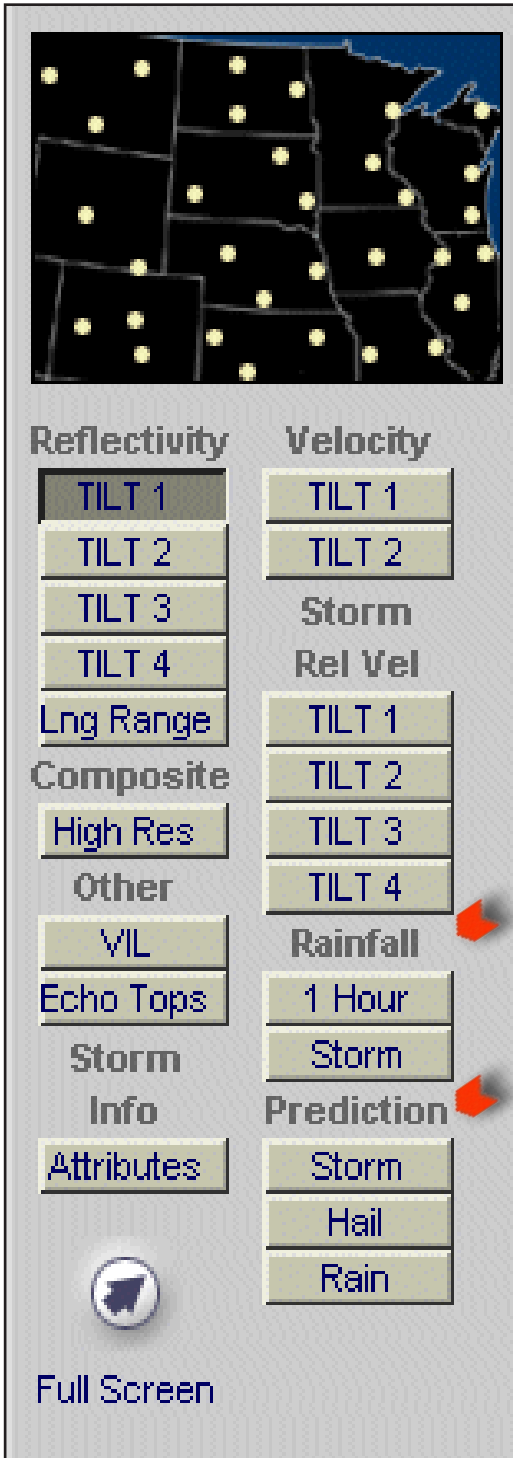 Reflectivity
TILT 1
TILT 2
TILT 3
TILT 4
Lng Range
Composite
High Res
Other
VIL
Echo Tops
Storm
Info
Attributes
Full Screen
Velocity
TILT 1
TILT 2
Storm
Rel Vel
TILT 1
TILT 2
TILT 3
TILT 4
Rainfall
1 Hour
Storm
Prediction
Storm
Hail
Rain